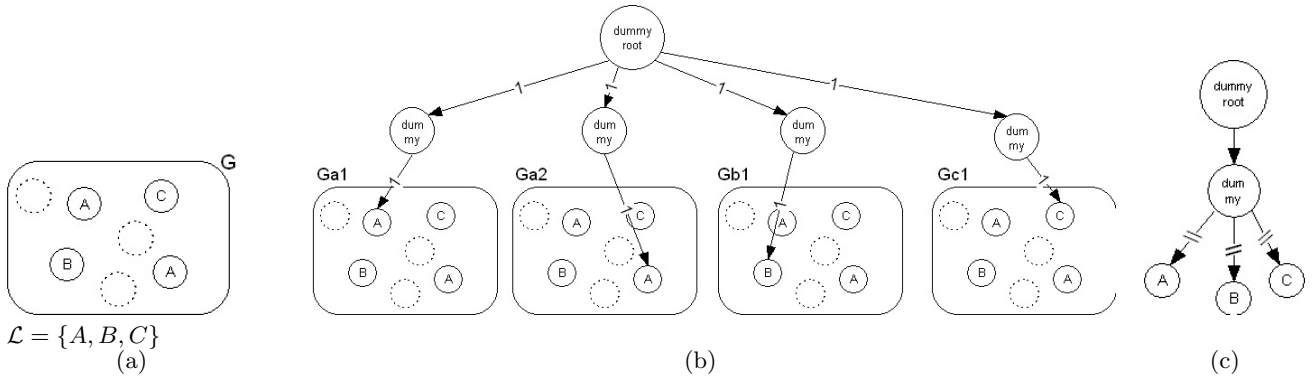 G
A
C
B
A
ℒ = {A, B, C}
(a)
dummy
root
1
1
1
1
dum
my
dum
my
dum
my
dum
my
Ga1
1
A
C
B
A
Ga2
1
A
C
B
A
Gb1
1
A
C
B
A
Gc1
1
A
C
B
A
(b)
dummy
root
dum
my
//
//
//
A
B
C
(c)